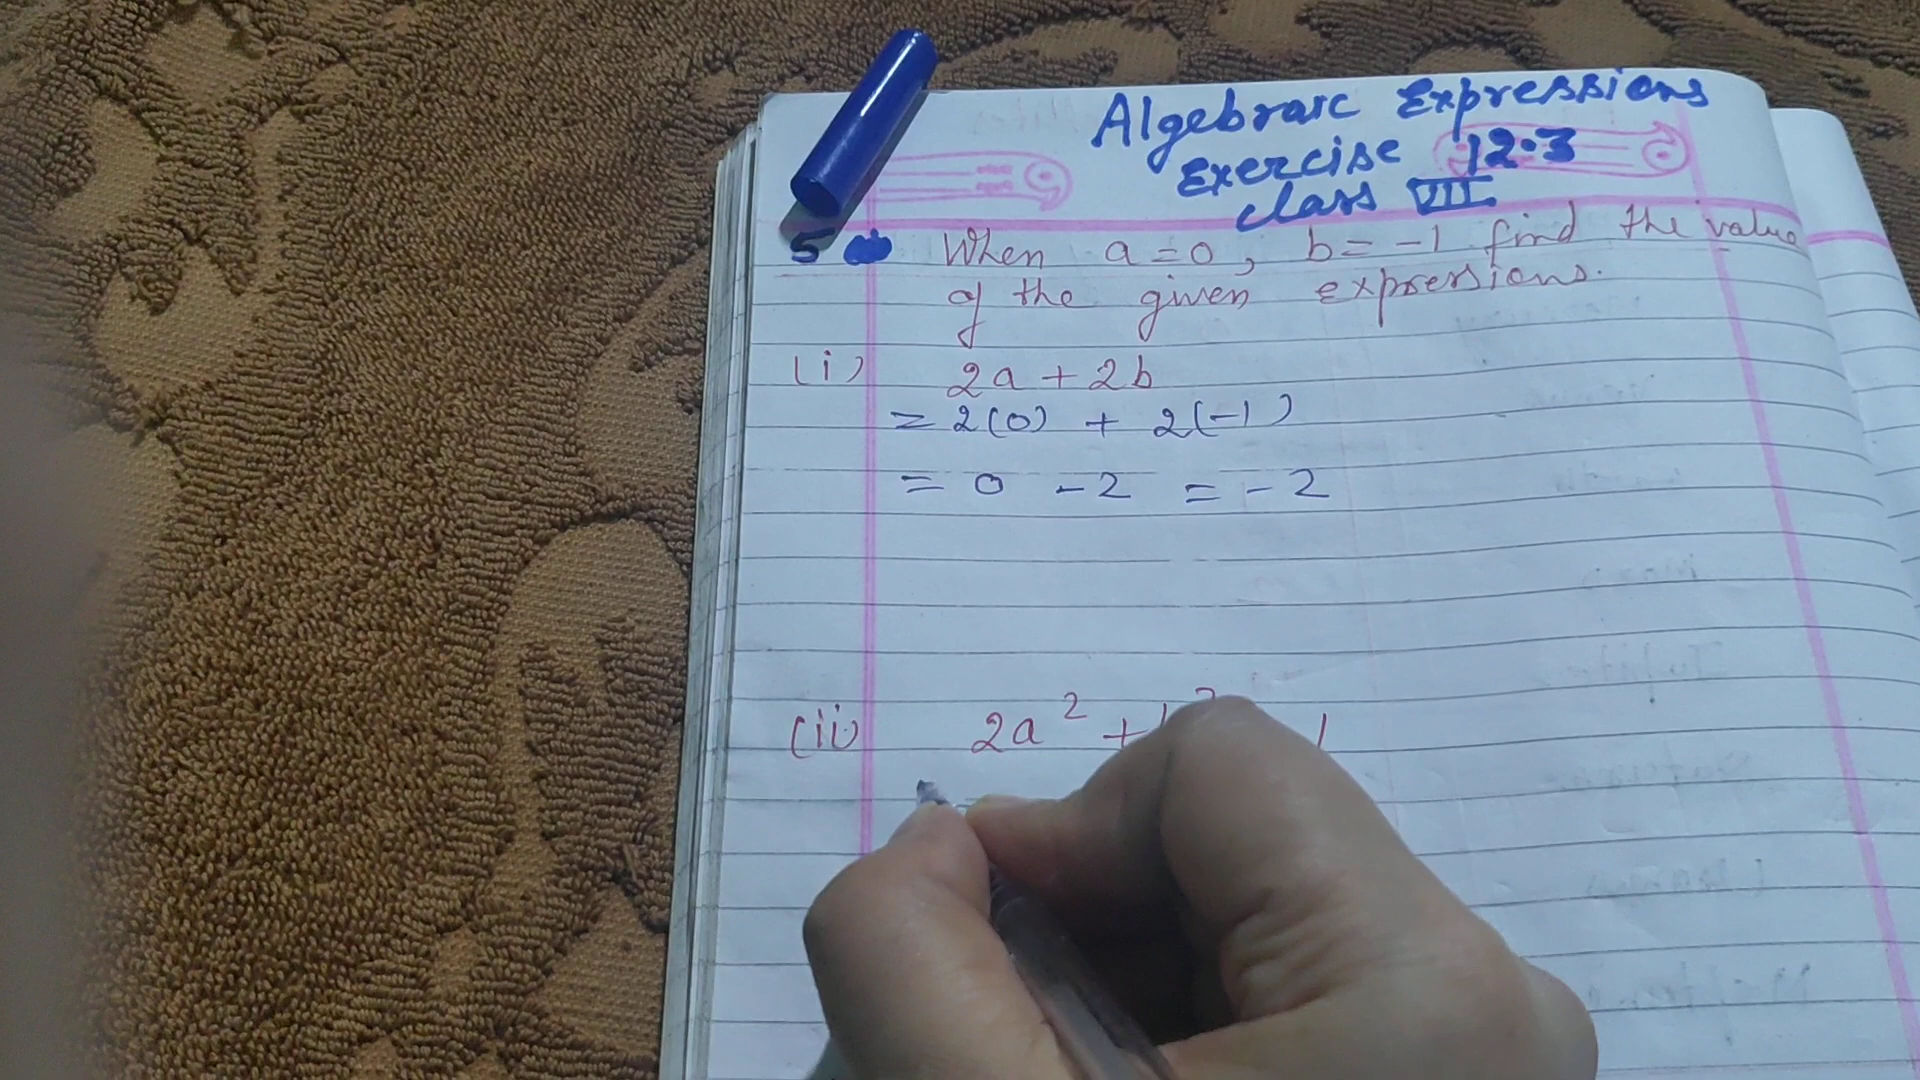 Algebraic Expressions
Exercise 12.3
class VII
5 When a = 0, b = -1 find the value
of the given expressions.
(i) 2a + 2b
= 2(0) + 2(-1)
= 0 - 2 = - 2
(ii) 2a² + 1